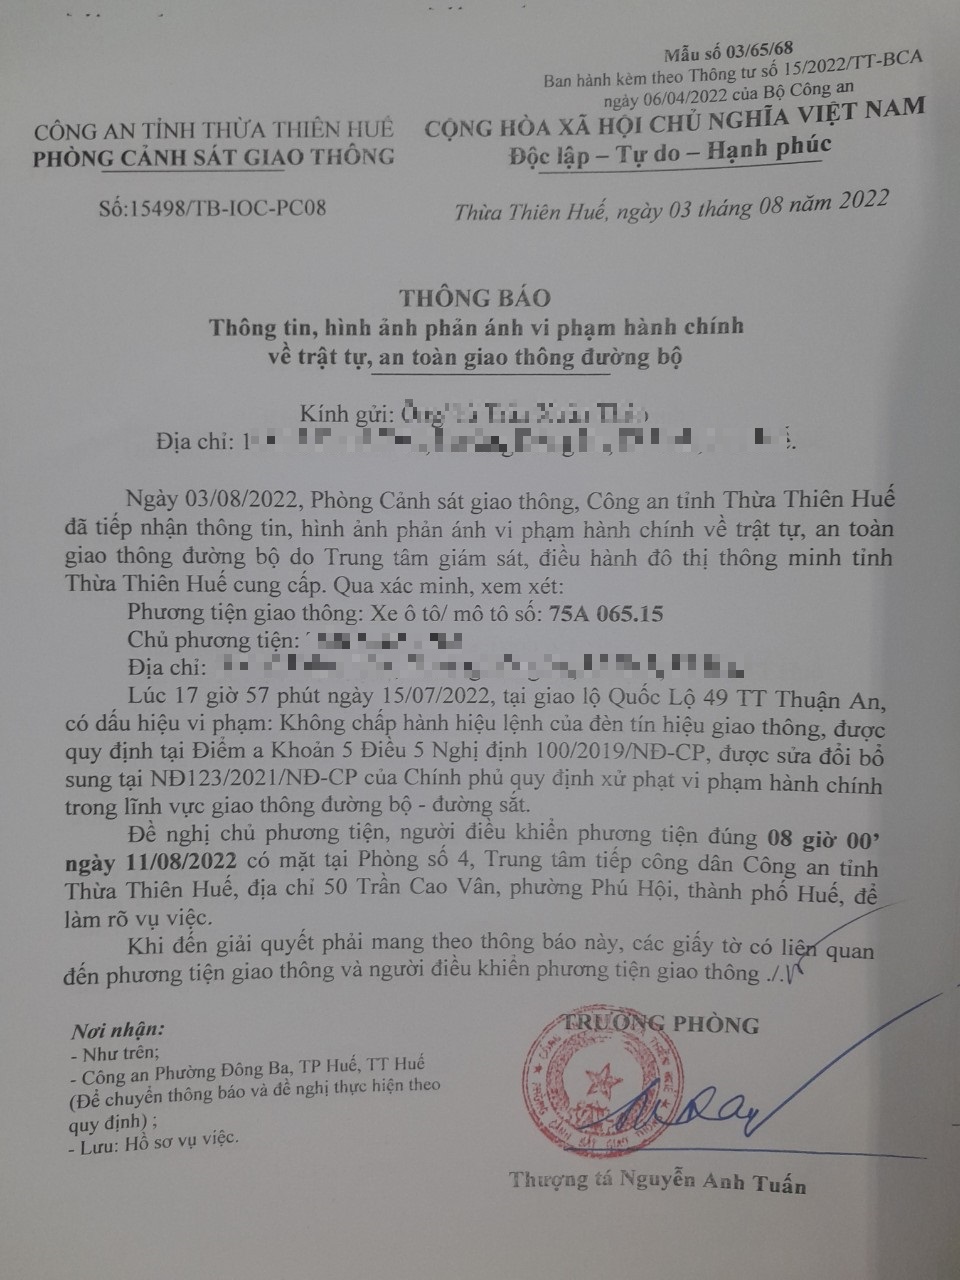 Mẫu số 03/65/68
Ban hành kèm theo Thông tư số 15/2022/TT-BCA
ngày 06/04/2022 của Bộ Công an
CÔNG AN TỈNH THỪA THIÊN HUẾ
PHÒNG CẢNH SÁT GIAO THÔNG
CỘNG HÒA XÃ HỘI CHỦ NGHĨA VIỆT NAM
Độc lập – Tự do – Hạnh phúc
Số:15498/TB-IOC-PC08
Thừa Thiên Huế, ngày 03 tháng 08 năm 2022
THÔNG BÁO
Thông tin, hình ảnh phản ánh vi phạm hành chính
về trật tự, an toàn giao thông đường bộ
Kính gửi:
Địa chỉ:
Ngày 03/08/2022, Phòng Cảnh sát giao thông, Công an tỉnh Thừa Thiên Huế
đã tiếp nhận thông tin, hình ảnh phản ánh vi phạm hành chính về trật tự, an toàn
giao thông đường bộ do Trung tâm giám sát, điều hành đô thị thông minh tỉnh
Thừa Thiên Huế cung cấp. Qua xác minh, xem xét:
Phương tiện giao thông: Xe ô tô/ mô tô số: 75A 065.15
Chủ phương tiện:
Địa chỉ:
Lúc 17 giờ 57 phút ngày 15/07/2022, tại giao lộ Quốc Lộ 49 TT Thuận An,
có dấu hiệu vi phạm: Không chấp hành hiệu lệnh của đèn tín hiệu giao thông, được
quy định tại Điểm a Khoản 5 Điều 5 Nghị định 100/2019/NĐ-CP, được sửa đổi bổ
sung tại NĐ123/2021/NĐ-CP của Chính phủ quy định xử phạt vi phạm hành chính
trong lĩnh vực giao thông đường bộ - đường sắt.
Đề nghị chủ phương tiện, người điều khiển phương tiện đúng 08 giờ 00’
ngày 11/08/2022 có mặt tại Phòng số 4, Trung tâm tiếp công dân Công an tỉnh
Thừa Thiên Huế, địa chỉ 50 Trần Cao Vân, phường Phú Hội, thành phố Huế, để
làm rõ vụ việc.
Khi đến giải quyết phải mang theo thông báo này, các giấy tờ có liên quan
đến phương tiện giao thông và người điều khiển phương tiện giao thông ./.
Nơi nhận:
- Như trên;
- Công an Phường Đông Ba, TP Huế, TT Huế
(Để chuyển thông báo và đề nghị thực hiện theo
quy định) ;
- Lưu: Hồ sơ vụ việc.
TRƯỞNG PHÒNG
Thượng tá Nguyễn Anh Tuấn